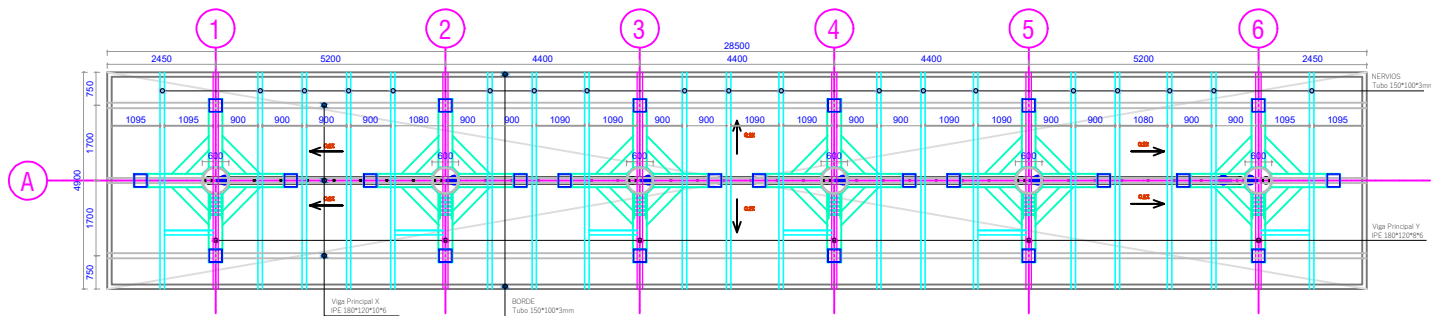 1 2 3 4 5 6
28500
2450 5200 4400 4400 4400 5200 2450
NERVIOS
Tubo 150*100*3mm
750
1095 1095 900 900 900 900 1080 900 900 1090 1090 900 900 1090 1090 900 900 1090 1090 900 900 1080 900 900 1095 1095
1700
600 600 600 600 600 600
A
4900
1700
Viga Principal Y
IPE 180*120*8*6
750
Viga Principal X
IPE 180*120*10*6
BORDE
Tubo 150*100*3mm